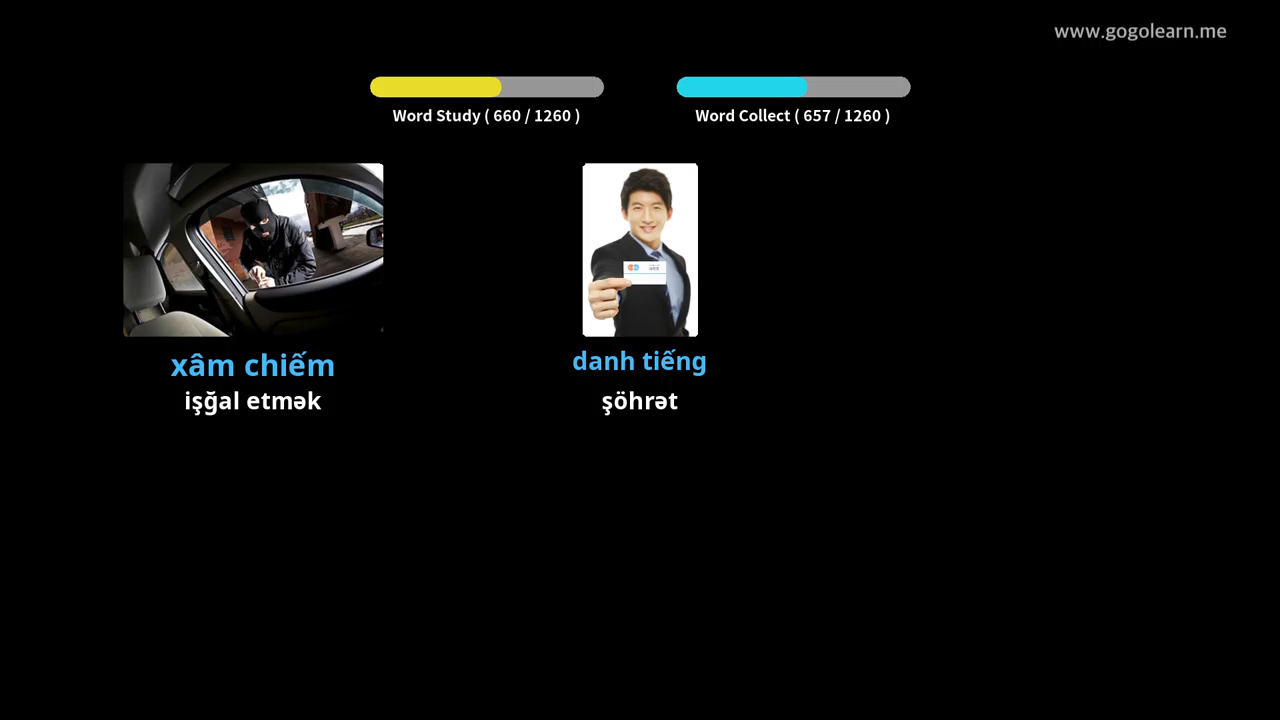 www.gogolearn.me
Word Study ( 660 / 1260 )
Word Collect ( 657 / 1260 )
xâm chiếm
işğal etmək
danh tiếng
şöhrət